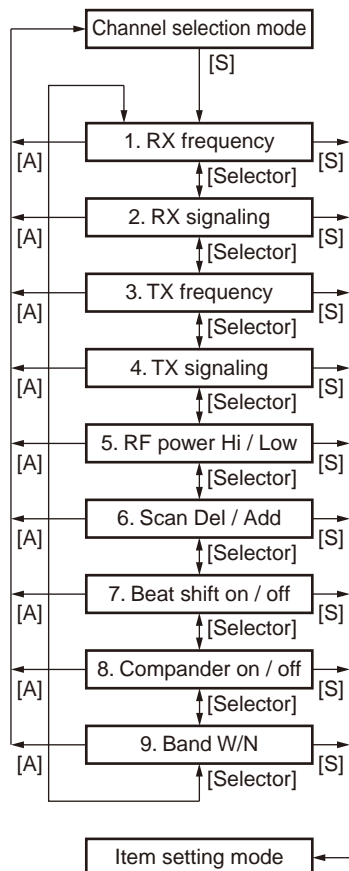 Channel selection mode
[S]
1. RX frequency
[A] [Selector] [S]
2. RX signaling
[A] [Selector] [S]
3. TX frequency
[A] [Selector] [S]
4. TX signaling
[A] [Selector] [S]
5. RF power Hi / Low
[A] [Selector] [S]
6. Scan Del / Add
[A] [Selector] [S]
7. Beat shift on / off
[A] [Selector] [S]
8. Compander on / off
[A] [Selector] [S]
9. Band W/N
[A] [Selector] [S]
Item setting mode